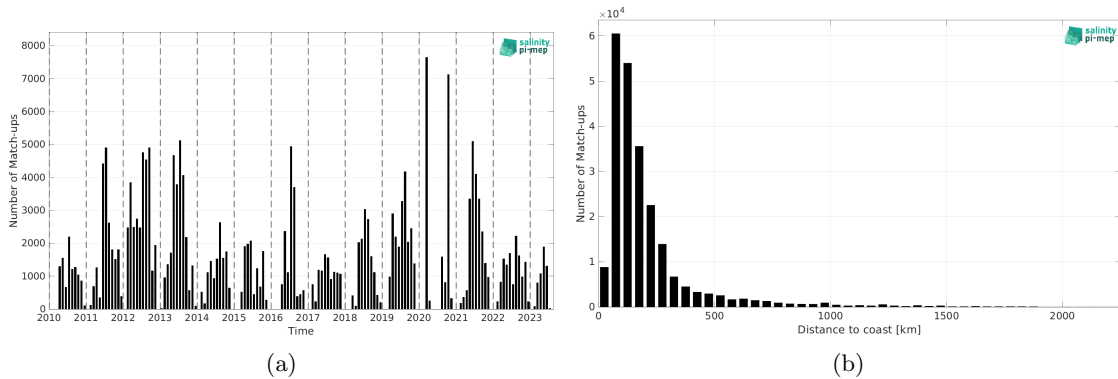 salinity
pi-mep
8000
7000
6000
5000
4000
3000
2000
1000
0
Number of Match-ups
2010 2011 2012 2013 2014 2015 2016 2017 2018 2019 2020 2021 2022 2023
Time
(a)
×10⁴
salinity
pi-mep
6
5
4
3
2
1
0
Number of Match-ups
0 500 1000 1500 2000
Distance to coast [km]
(b)